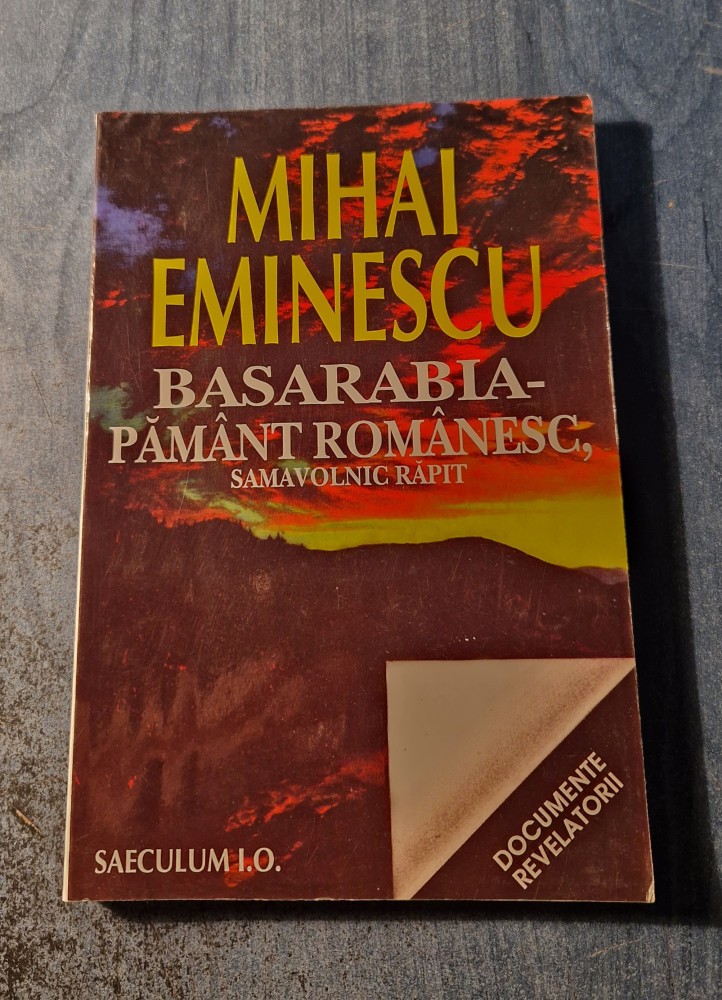 MIHAI
EMINESCU
BASARABIA-
PĂMÂNT ROMÂNESC,
SAMAVOLNIC RĂPIT
DOCUMENTE
REVELATORII
SAECULUM I.O.